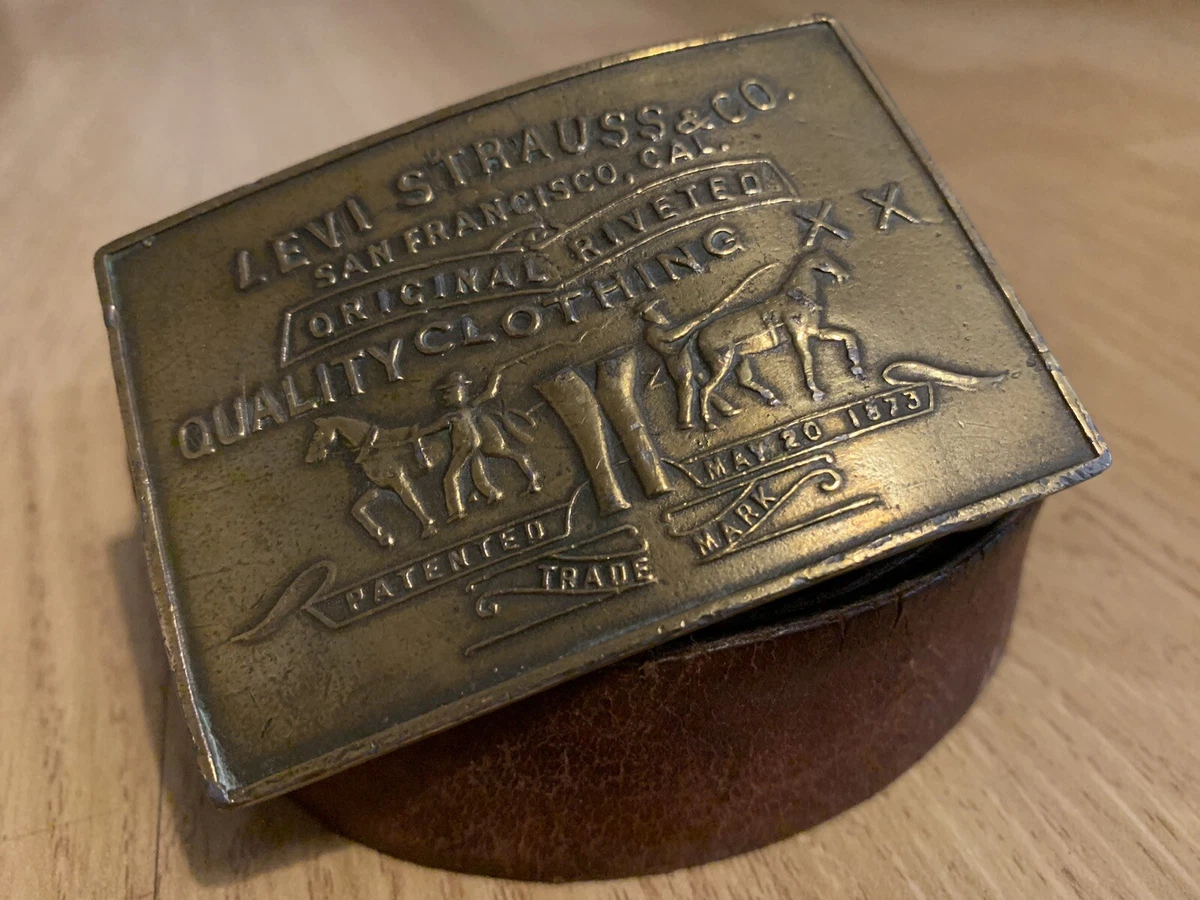 LEVI STRAUSS & CO.
SAN FRANCISCO, CAL.
ORIGINAL RIVETED
QUALITY CLOTHING XX
PATENTED MAY 20 1873
TRADE MARK